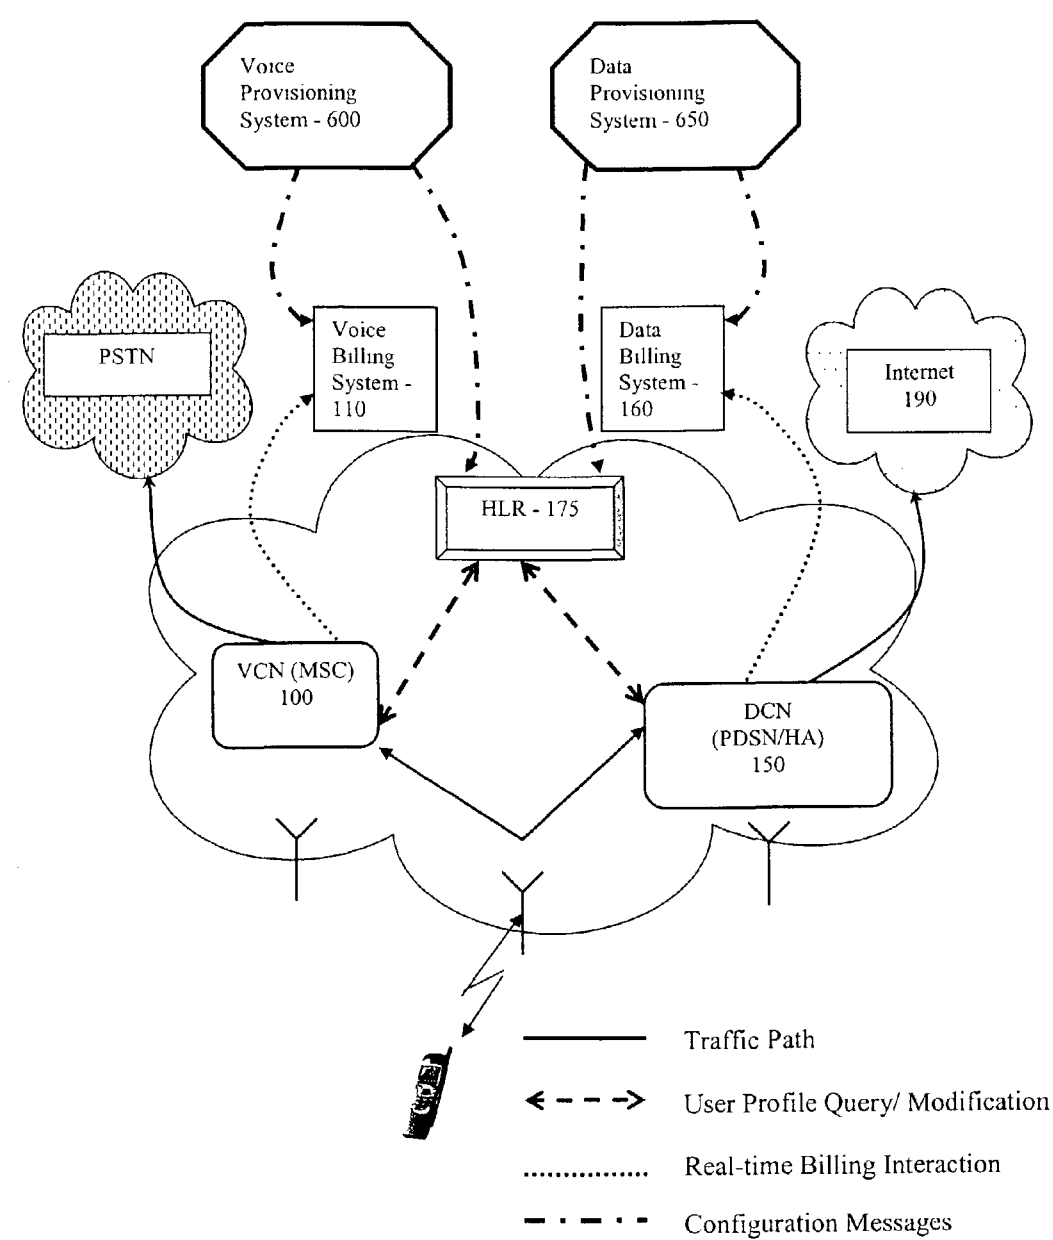 Voice
Provisioning
System - 600
Data
Provisioning
System - 650
PSTN
Voice
Billing
System -
110
Data
Billing
System -
160
Internet
190
HLR - 175
VCN (MSC)
100
DCN
(PDSN/HA)
150
Traffic Path
User Profile Query/ Modification
Real-time Billing Interaction
Configuration Messages